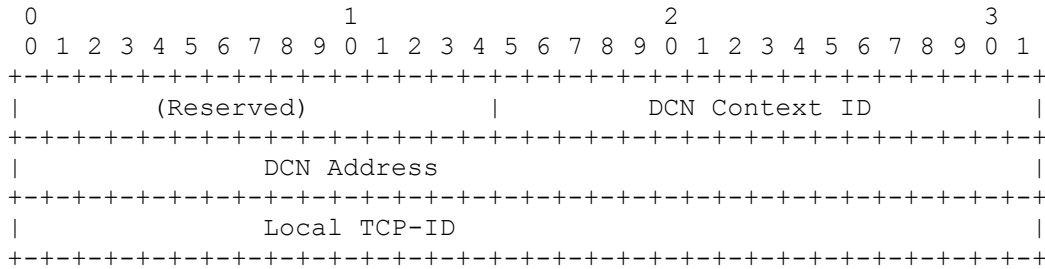 0                   1                   2                   3
 0 1 2 3 4 5 6 7 8 9 0 1 2 3 4 5 6 7 8 9 0 1 2 3 4 5 6 7 8 9 0 1
+-+-+-+-+-+-+-+-+-+-+-+-+-+-+-+-+-+-+-+-+-+-+-+-+-+-+-+-+-+-+-+-+
|        (Reserved)           |         DCN Context ID          |
+-+-+-+-+-+-+-+-+-+-+-+-+-+-+-+-+-+-+-+-+-+-+-+-+-+-+-+-+-+-+-+-+
|               DCN Address                                     |
+-+-+-+-+-+-+-+-+-+-+-+-+-+-+-+-+-+-+-+-+-+-+-+-+-+-+-+-+-+-+-+-+
|               Local TCP-ID                                    |
+-+-+-+-+-+-+-+-+-+-+-+-+-+-+-+-+-+-+-+-+-+-+-+-+-+-+-+-+-+-+-+-+